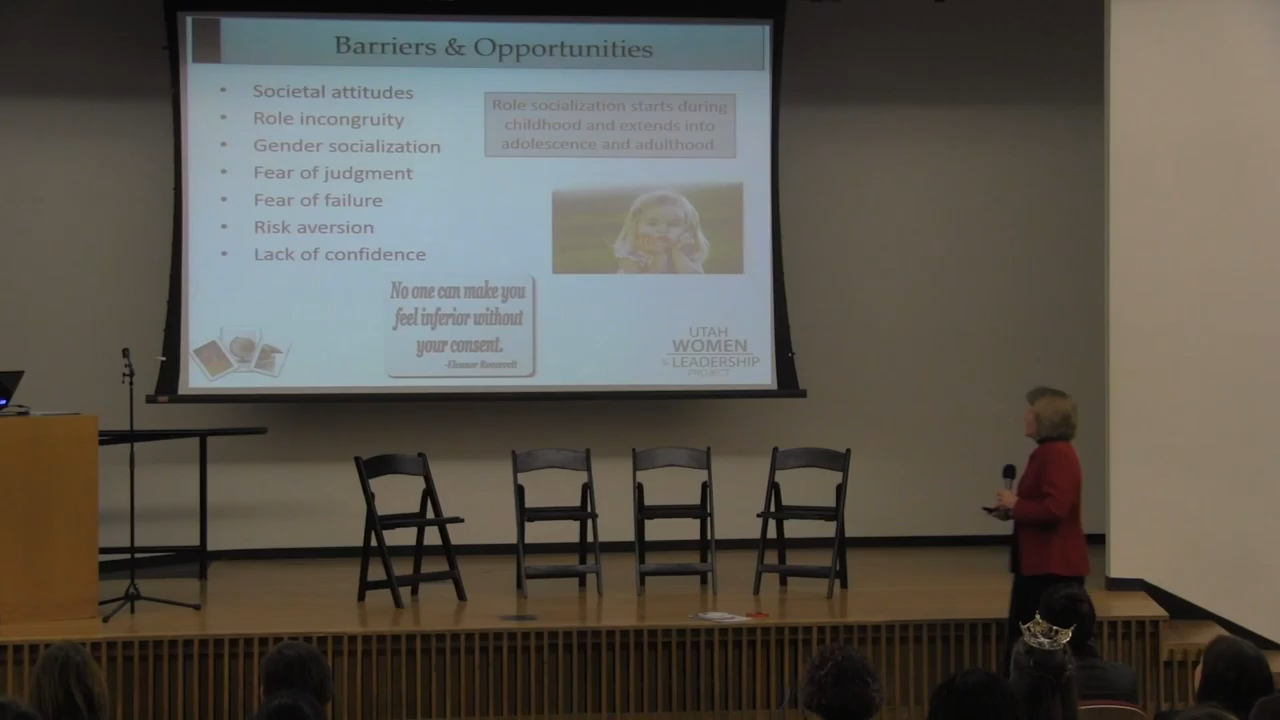 Barriers & Opportunities
• Societal attitudes
• Role incongruity
• Gender socialization
• Fear of judgment
• Fear of failure
• Risk aversion
• Lack of confidence
Role socialization starts during
childhood and extends into
adolescence and adulthood.
No one can make you
feel inferior without
your consent.
-Eleanor Roosevelt
UTAH
WOMEN
& LEADERSHIP
PROJECT